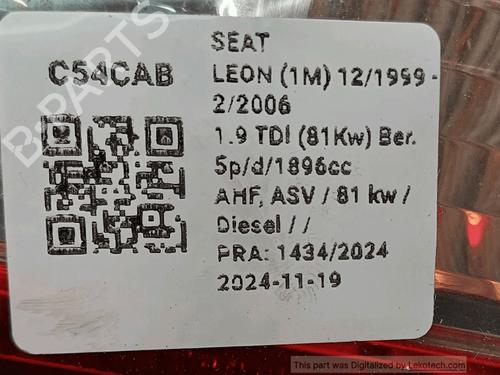 B-PARTS
C54CAB
SEAT
LEON (1M) 12/1999 -
2/2006
1.9 TDI (81Kw) Ber.
5p/d/1896cc
AHF, ASV / 81 kw /
Diesel / /
PRA: 1434/2024
2024-11-19
This part was Digitalized by Lekotech.com